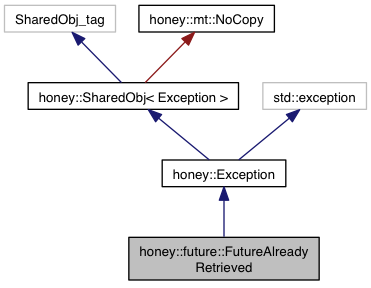 SharedObj_tag
honey::mt::NoCopy
honey::SharedObj< Exception >
std::exception
honey::Exception
honey::future::FutureAlready
Retrieved